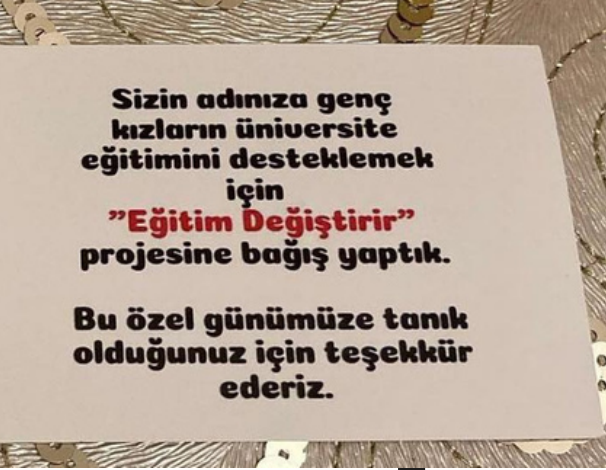 Sizin adınıza genç
kızların üniversite
eğitimini desteklemek
için
”Eğitim Değiştirir”
projesine bağış yaptık.
Bu özel günümüze tanık
olduğunuz için teşekkür
ederiz.